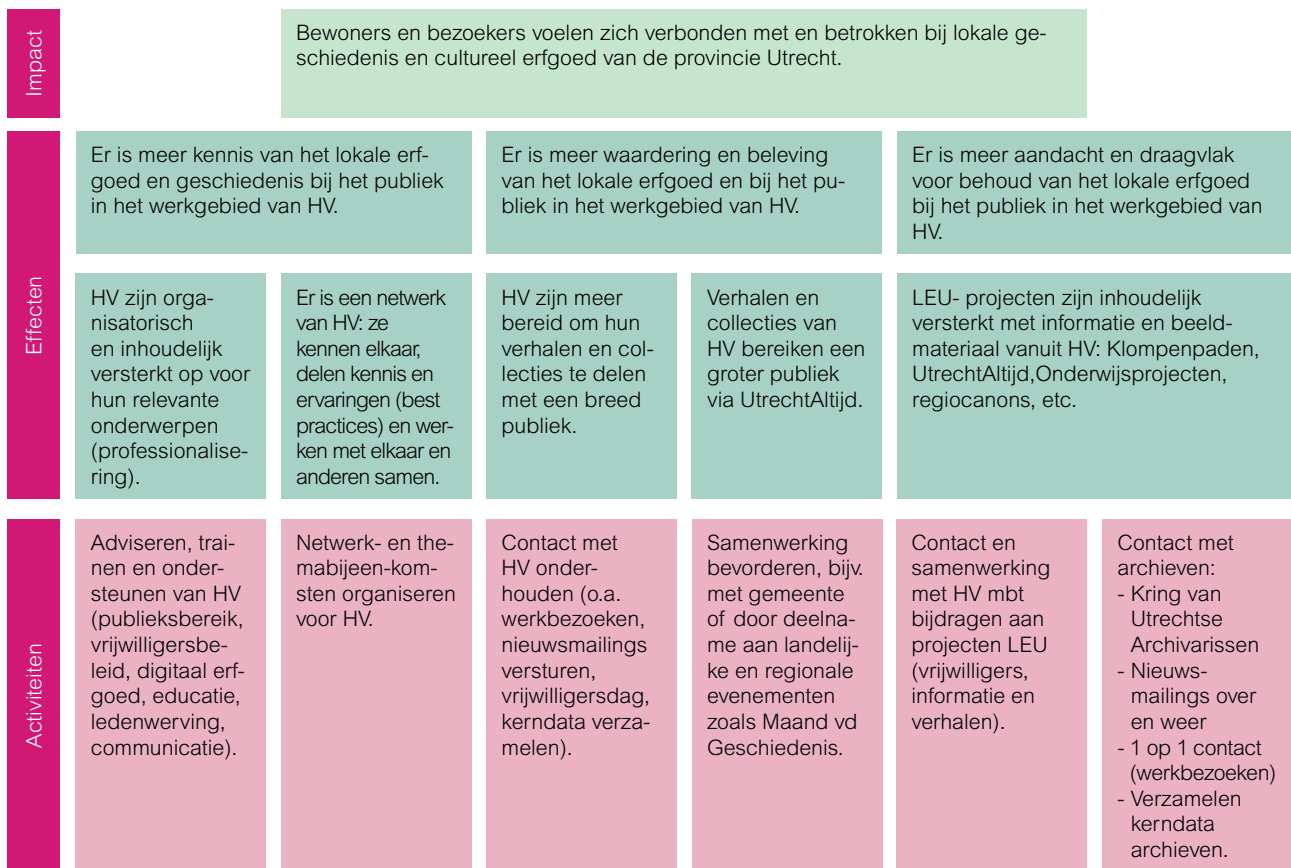 Impact
Bewoners en bezoekers voelen zich verbonden met en betrokken bij lokale ge-
schiedenis en cultureel erfgoed van de provincie Utrecht.
Effecten
Er is meer kennis van het lokale erf-
goed en geschiedenis bij het publiek
in het werkgebied van HV.
Er is meer waardering en beleving
van het lokale erfgoed en bij het pu-
bliek in het werkgebied van HV.
Er is meer aandacht en draagvlak
voor behoud van het lokale erfgoed
bij het publiek in het werkgebied van
HV.
HV zijn orga-
nisatorisch
en inhoudelijk
versterkt op voor
hun relevante
onderwerpen
(professionalise-
ring).
Er is een netwerk
van HV: ze
kennen elkaar,
delen kennis en
ervaringen (best
practices) en wer-
ken met elkaar en
anderen samen.
HV zijn meer
bereid om hun
verhalen en col-
lecties te delen
met een breed
publiek.
Verhalen en
collecties van
HV bereiken een
groter publiek
via UtrechtAltijd.
LEU- projecten zijn inhoudelijk
versterkt met informatie en beeld-
materiaal vanuit HV: Klompenpaden,
UtrechtAltijd,Onderwijsprojecten,
regiocanons, etc.
Activiteiten
Adviseren, trai-
nen en onder-
steunen van HV
(publieksbereik,
vrijwilligersbe-
leid, digitaal erf-
goed, educatie,
ledenwerving,
communicatie).
Netwerk- en the-
mabijeen-kom-
sten organiseren
voor HV.
Contact met
HV onder-
houden (o.a.
werkbezoeken,
nieuwsmailings
versturen,
vrijwilligersdag,
kerndata verza-
melen).
Samenwerking
bevorderen, bijv.
met gemeente
of door deelna-
me aan landelij-
ke en regionale
evenementen
zoals Maand vd
Geschiedenis.
Contact en
samenwerking
met HV mbt
bijdragen aan
projecten LEU
(vrijwilligers,
informatie en
verhalen).
Contact met
archieven:
- Kring van
Utrechtse
Archivarissen
- Nieuws-
mailings over
en weer
- 1 op 1 contact
(werkbezoeken)
- Verzamelen
kerndata
archieven.